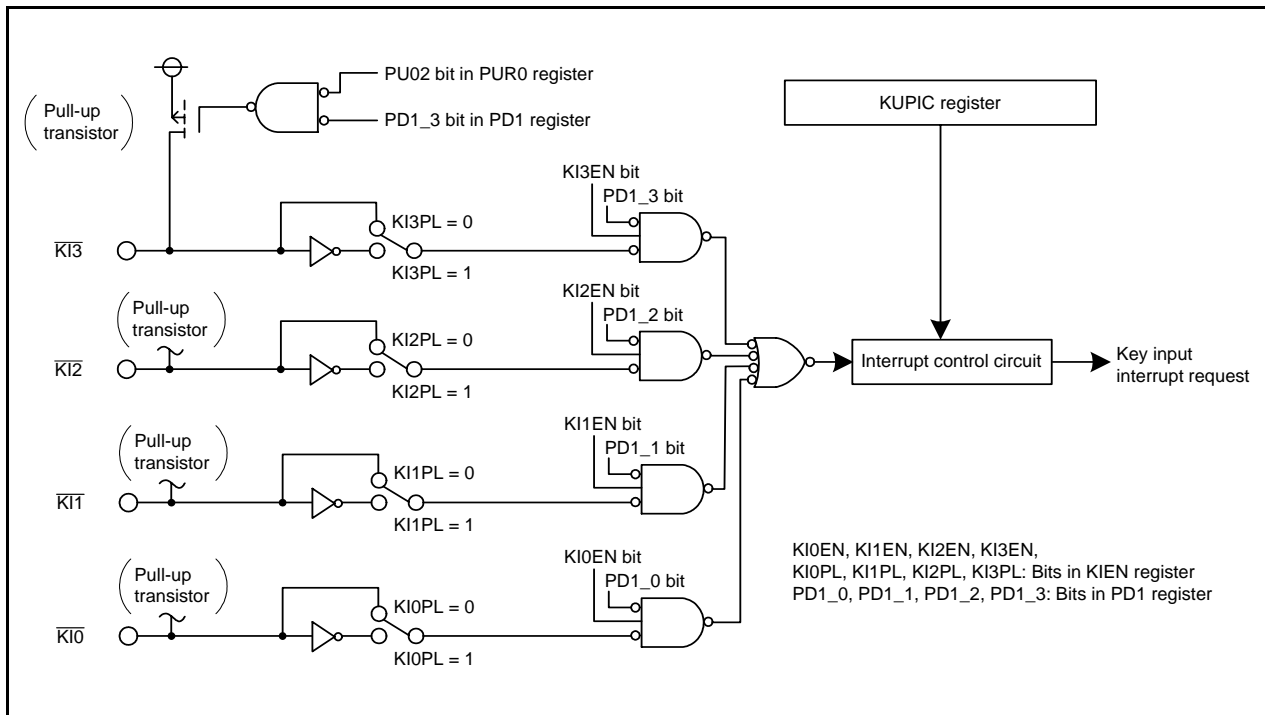 PU02 bit in PUR0 register
PD1_3 bit in PD1 register
Pull-up
transistor
KUPIC register
KI3EN bit
PD1_3 bit
KI3
KI3PL = 0
KI3PL = 1
Pull-up
transistor
KI2EN bit
PD1_2 bit
KI2
KI2PL = 0
KI2PL = 1
Interrupt control circuit
Key input
interrupt request
Pull-up
transistor
KI1EN bit
PD1_1 bit
KI1
KI1PL = 0
KI1PL = 1
Pull-up
transistor
KI0EN bit
PD1_0 bit
KI0
KI0PL = 0
KI0PL = 1
KI0EN, KI1EN, KI2EN, KI3EN,
KI0PL, KI1PL, KI2PL, KI3PL: Bits in KIEN register
PD1_0, PD1_1, PD1_2, PD1_3: Bits in PD1 register